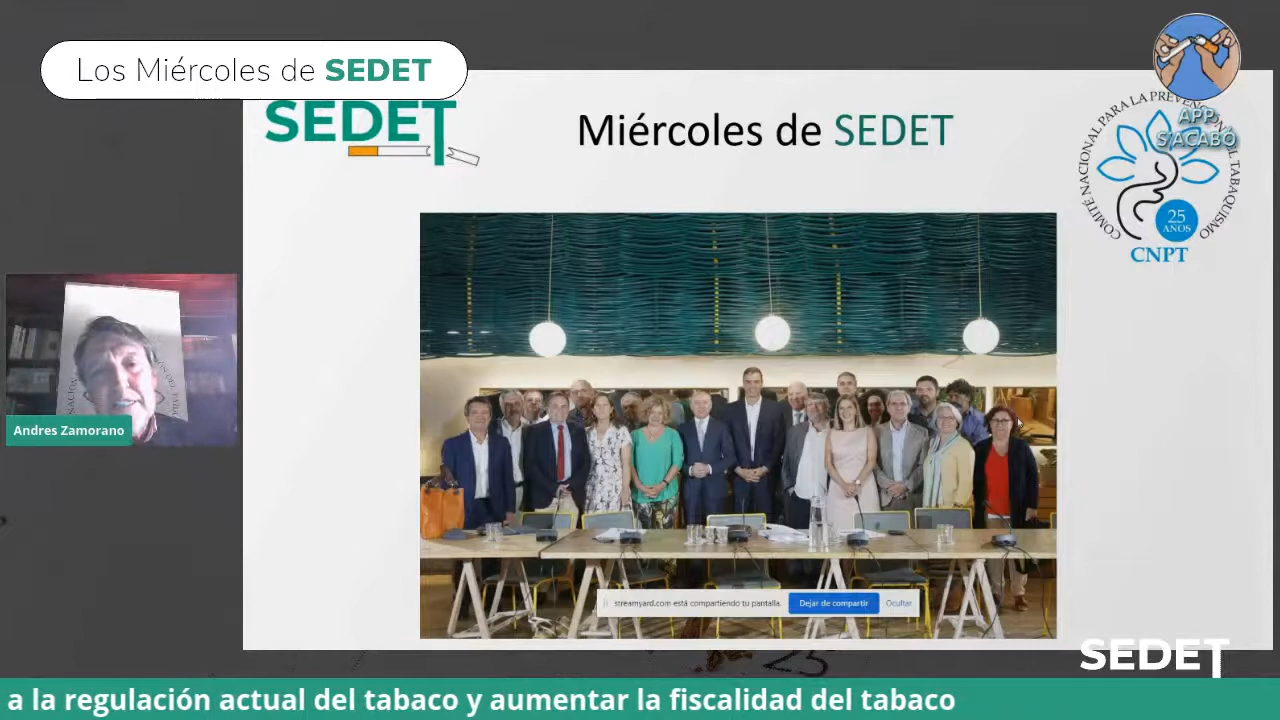 Los Miércoles de SEDET
SEDET
Miércoles de SEDET
APP
S'ACABÓ
COMITÉ NACIONAL PARA LA PREVENCIÓN DEL TABAQUISMO
25
AÑOS
CNPT
Andres Zamorano
streamyard.com está compartiendo tu pantalla.
Dejar de compartir
Ocultar
SEDET
a la regulación actual del tabaco y aumentar la fiscalidad del tabaco